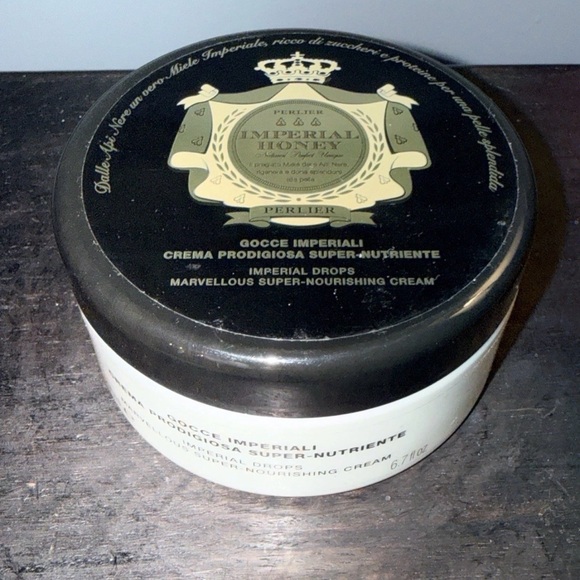 Dalle Api Nere un vero Miele Imperiale, ricco di zuccheri e proteine per una pelle splendida
PERLIER
IMPERIAL
HONEY
PERLIER
GOCCE IMPERIALI
CREMA PRODIGIOSA SUPER-NUTRIENTE
IMPERIAL DROPS
MARVELLOUS SUPER-NOURISHING CREAM
GOCCE IMPERIALI
CREMA PRODIGIOSA SUPER-NUTRIENTE
IMPERIAL DROPS
MARVELLOUS SUPER-NOURISHING CREAM
6.7 fl oz